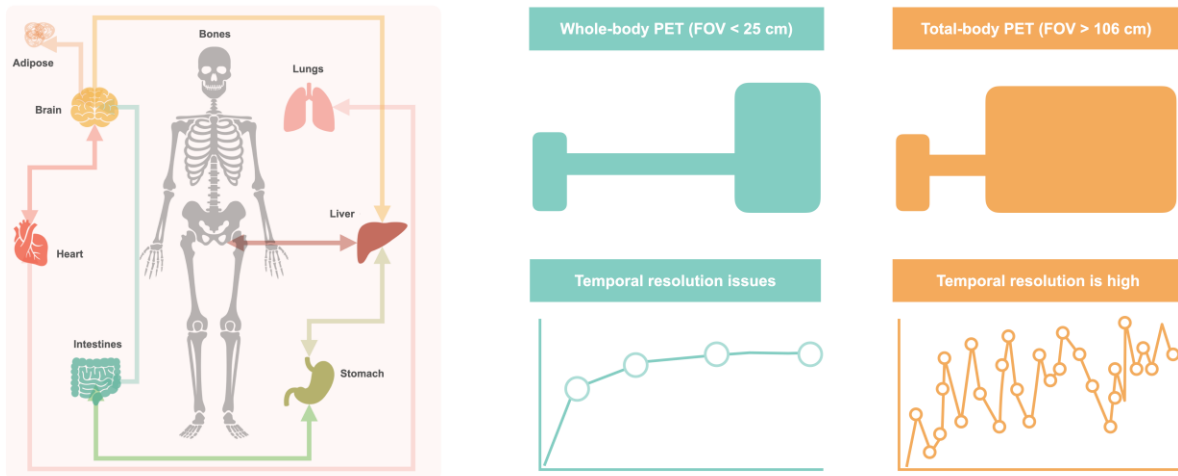 Bones
Adipose
Lungs
Brain
Liver
Heart
Intestines
Stomach
Whole-body PET (FOV < 25 cm)
Total-body PET (FOV > 106 cm)
Temporal resolution issues
Temporal resolution is high